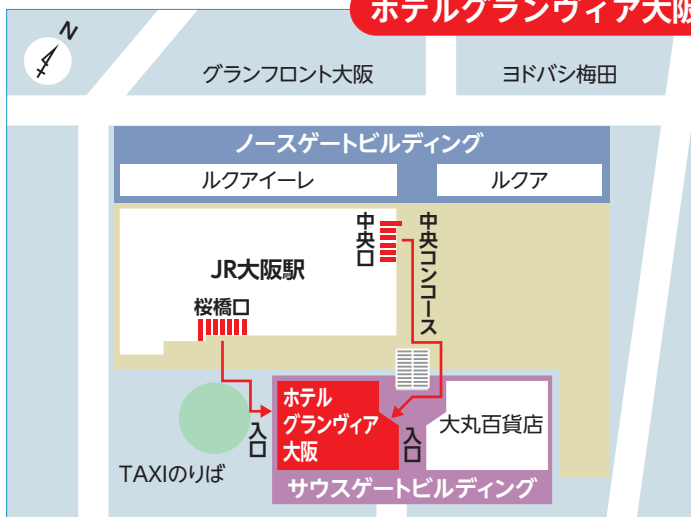 ホテルグランヴィア大阪
N
グランフロント大阪
ヨドバシ梅田
ノースゲートビルディング
ルクアイーレ
ルクア
中央口
中央コンコース
JR大阪駅
桜橋口
ホテル
グランヴィア
大阪
入口
入口
大丸百貨店
TAXIのりば
サウスゲートビルディング